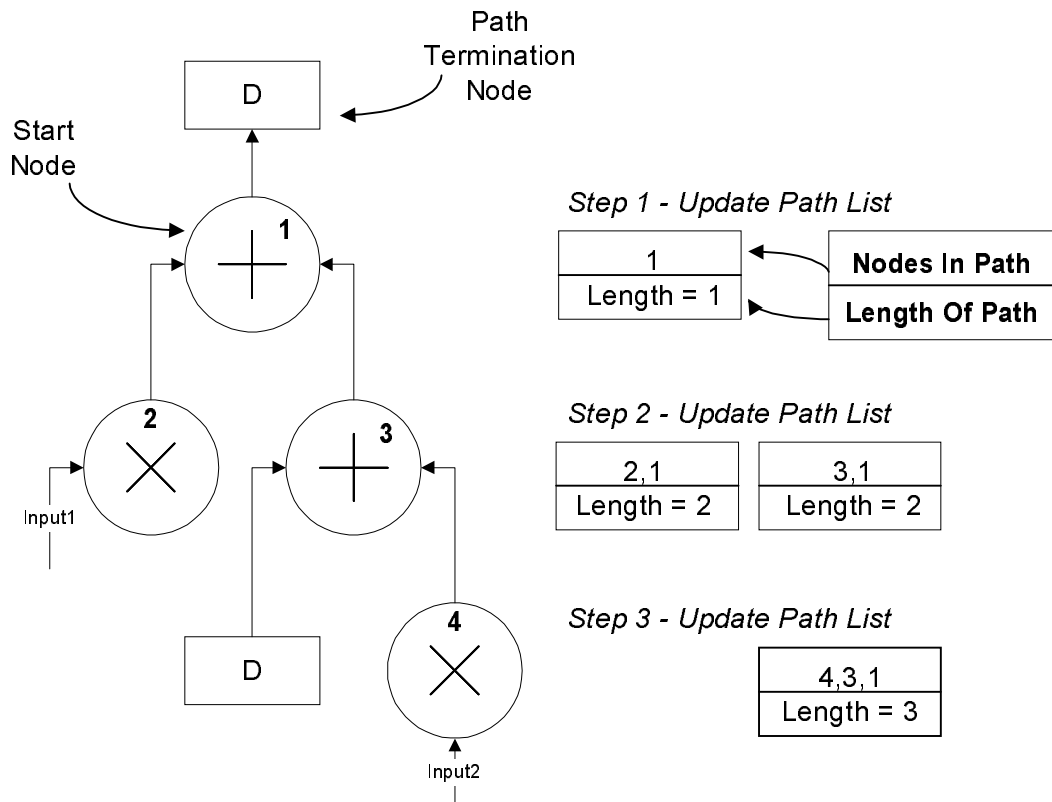 Path
Termination
Node
D
Start
Node
1
2
3
Input1
D
4
Input2
Step 1 - Update Path List
1
Length = 1
Nodes In Path
Length Of Path
Step 2 - Update Path List
2,1
Length = 2
3,1
Length = 2
Step 3 - Update Path List
4,3,1
Length = 3